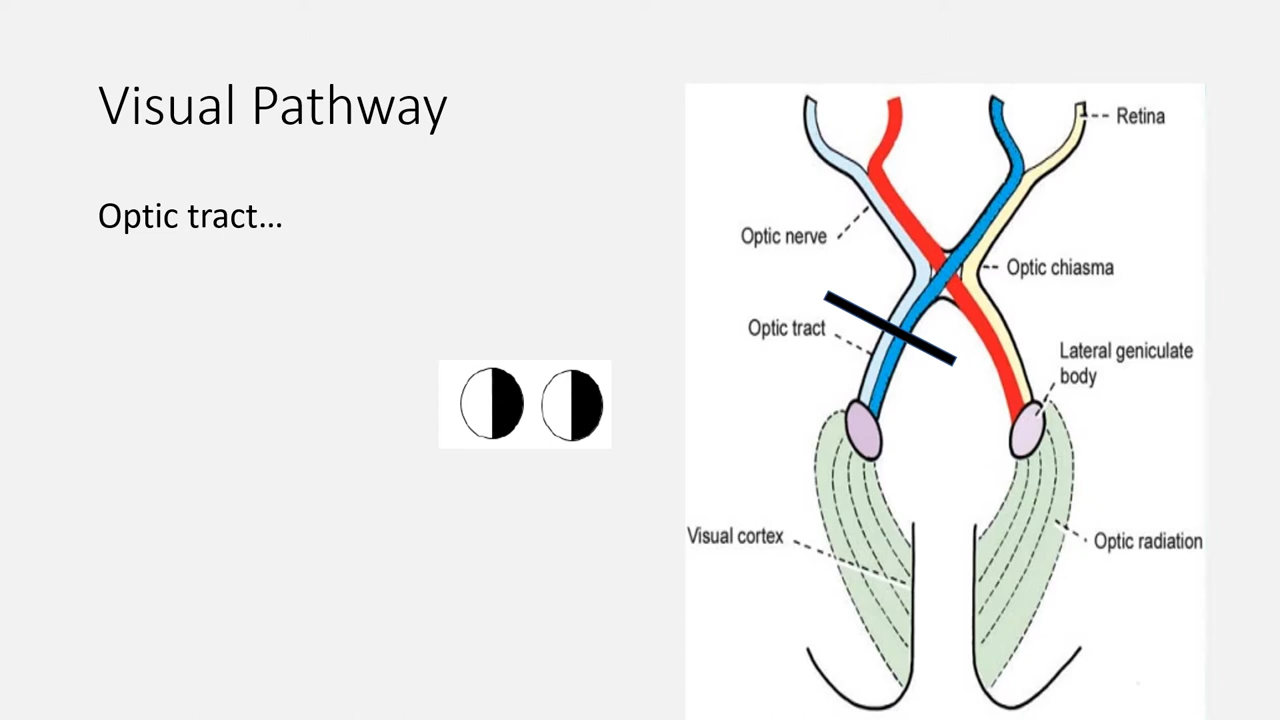 Visual Pathway
Optic tract...
Retina
Optic nerve
Optic chiasma
Optic tract
Lateral geniculate
body
Visual cortex
Optic radiation